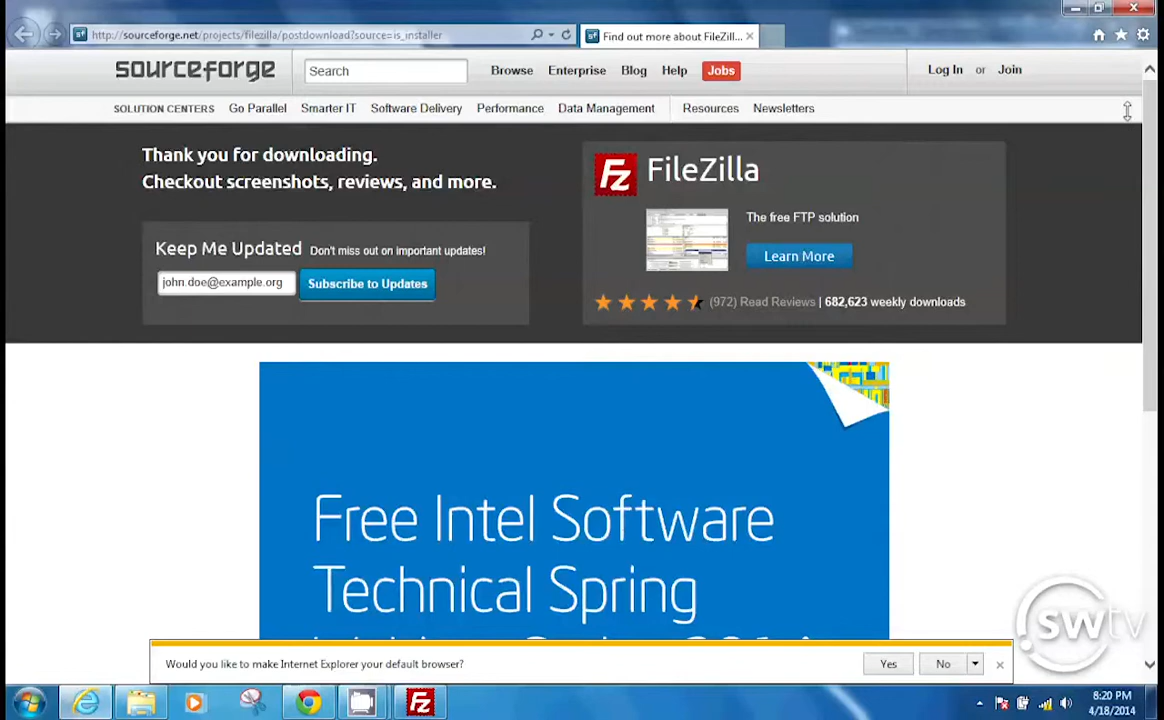 http://sourceforge.net/projects/filezilla/postdownload?source=is_installer
sf Find out more about FileZill...
sourceforge Search Browse Enterprise Blog Help Jobs Log In or Join
SOLUTION CENTERS Go Parallel Smarter IT Software Delivery Performance Data Management Resources Newsletters
Thank you for downloading.
Checkout screenshots, reviews, and more.
Keep Me Updated Don't miss out on important updates!
john.doe@example.org Subscribe to Updates
Fz FileZilla
The free FTP solution
Learn More
(972) Read Reviews | 682,623 weekly downloads
Free Intel Software
Technical Spring
Would you like to make Internet Explorer your default browser? Yes No
swtv
Fz
8:20 PM
4/18/2014